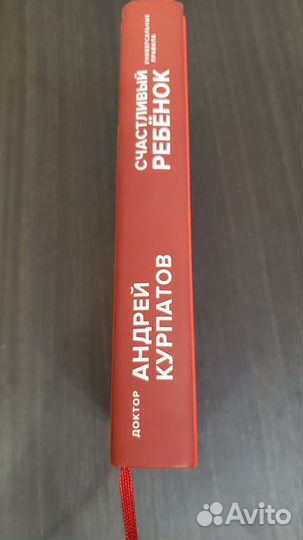 ДОКТОР
АНДРЕЙ
КУРПАТОВ
СЧАСТЛИВЫЙ
РЕБЁНОК
УНИВЕРСАЛЬНЫЕ
ПРАВИЛА
Avito